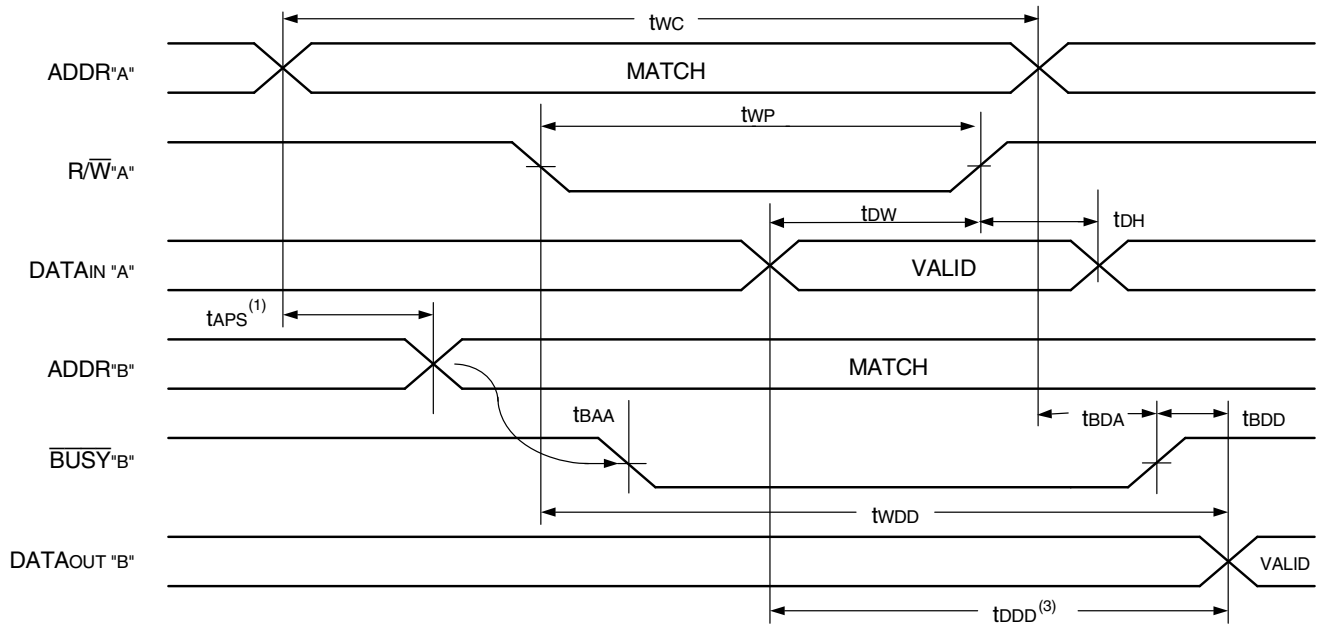 tWC
ADDR"A"
MATCH
tWP
R/W̅"A"
tDW
tDH
DATAIN "A"
VALID
tAPS(1)
ADDR"B"
MATCH
tBAA
tBDA
tBDD
B̅U̅S̅Y̅"B"
tWDD
DATAOUT "B"
VALID
tDDD(3)